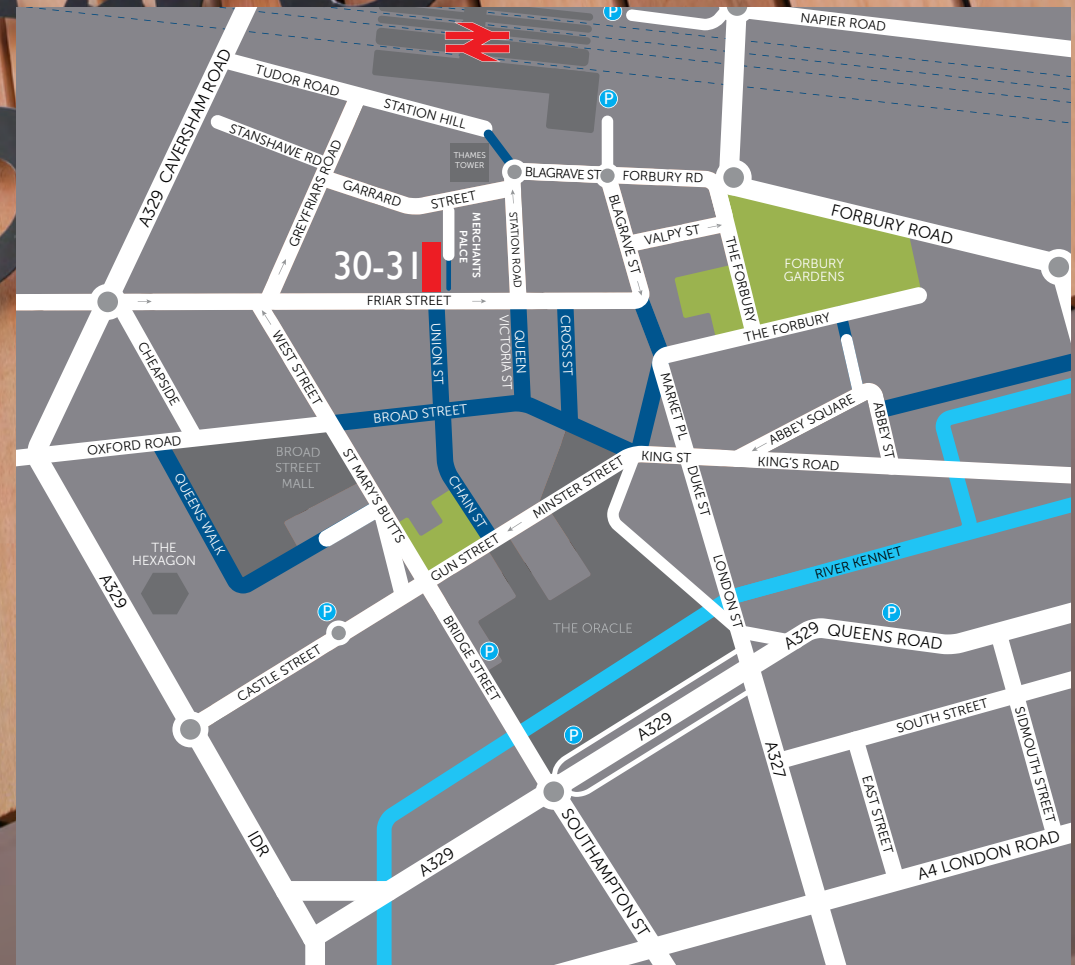 P
NAPIER ROAD
A329 CAVERSHAM ROAD
TUDOR ROAD
STATION HILL
P
STANSHAWE RD
GREYFRIARS ROAD
THAMES
TOWER
GARRARD
STREET
BLAGRAVE ST
FORBURY RD
FORBURY ROAD
MERCHANTS
PALCE
STATION ROAD
BLAGRAVE ST
VALPY ST
THE FORBURY
FORBURY
GARDENS
30-31
FRIAR STREET
THE FORBURY
CHEAPSIDE
WEST STREET
UNION ST
QUEEN
VICTORIA ST
CROSS ST
MARKET PL
BROAD STREET
ABBEY SQUARE
ABBEY ST
OXFORD ROAD
BROAD
STREET
MALL
ST MARY'S BUTTS
KING ST
KING'S ROAD
QUEENS WALK
CHAIN ST
MINSTER STREET
DUKE ST
THE
HEXAGON
GUN STREET
LONDON ST
RIVER KENNET
A329
P
P
THE ORACLE
A329
QUEENS ROAD
BRIDGE STREET
P
CASTLE STREET
P
A329
A327
SOUTH STREET
SIDMOUTH STREET
EAST STREET
IDR
A329
SOUTHAMPTON ST
A4 LONDON ROAD